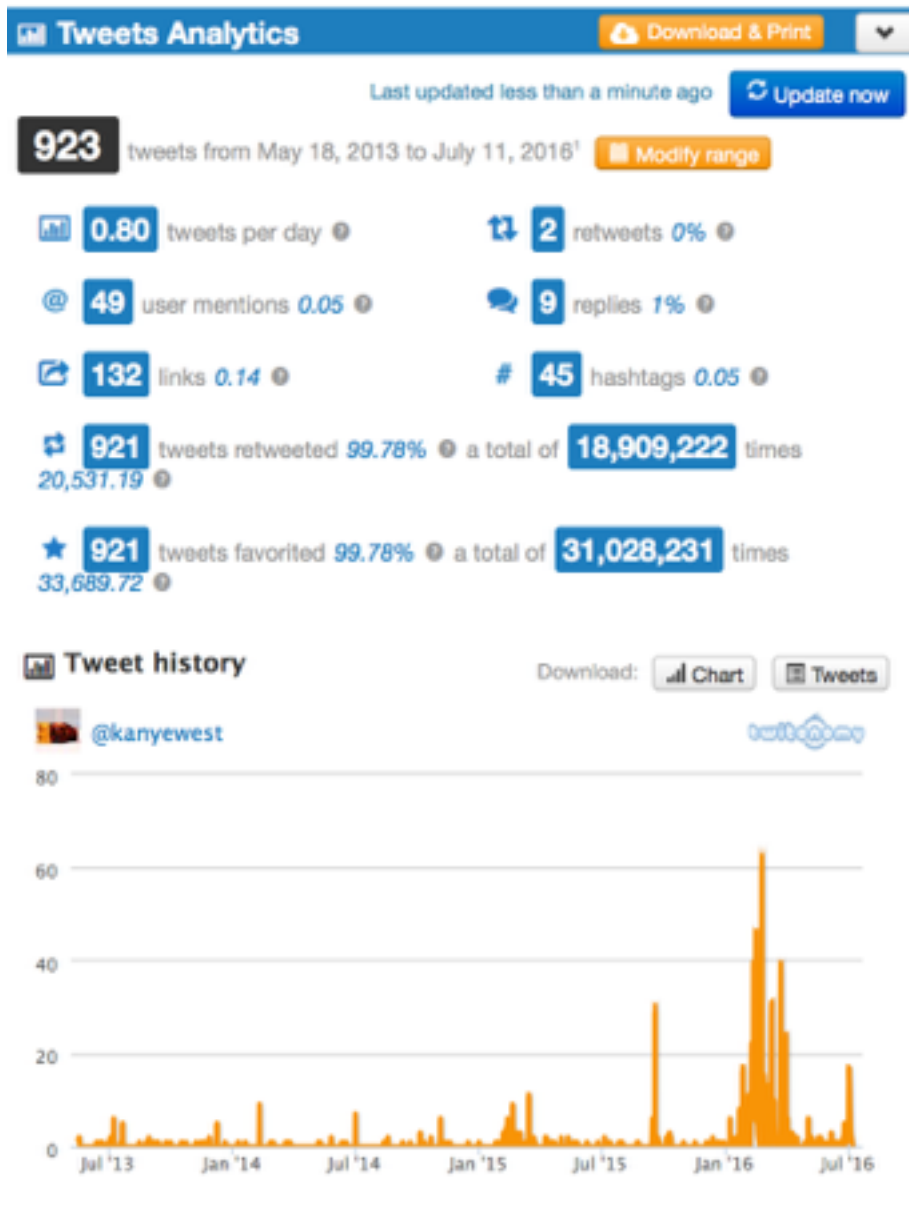 Tweets Analytics Download & Print
Last updated less than a minute ago Update now
923 tweets from May 18, 2013 to July 11, 2016¹ Modify range
0.80 tweets per day ? 2 retweets 0% ?
@ 49 user mentions 0.05 ? 9 replies 1% ?
132 links 0.14 ? # 45 hashtags 0.05 ?
921 tweets retweeted 99.78% ? a total of 18,909,222 times
20,531.19 ?
921 tweets favorited 99.78% ? a total of 31,028,231 times
33,689.72 ?
Tweet history Download: Chart Tweets
@kanyewest
80
60
40
20
0
Jul '13 Jan '14 Jul '14 Jan '15 Jul '15 Jan '16 Jul '16